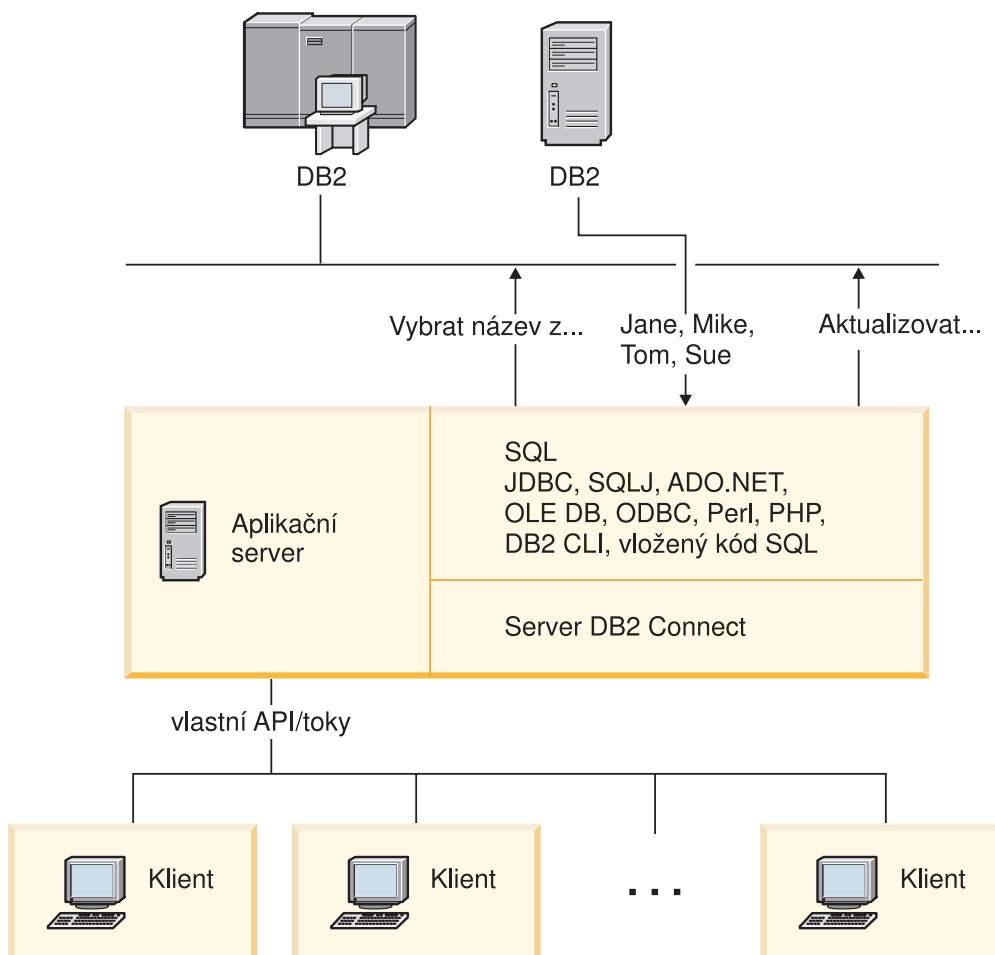 DB2
DB2
Vybrat název z...
Jane, Mike,
Tom, Sue
Aktualizovat...
Aplikační
server
SQL
JDBC, SQLJ, ADO.NET,
OLE DB, ODBC, Perl, PHP,
DB2 CLI, vložený kód SQL
Server DB2 Connect
vlastní API/toky
Klient
Klient
...
Klient